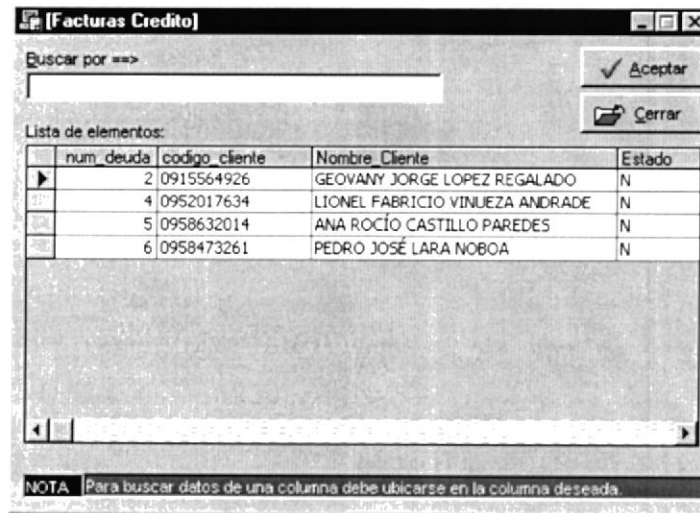 [Facturas Credito]
Buscar por ==>
Aceptar
Cerrar
Lista de elementos:
num_deuda codigo_cliente Nombre_Cliente Estado
2 0915564926 GEOVANY JORGE LOPEZ REGALADO N
4 0952017634 LIONEL FABRICIO VINUEZA ANDRADE N
5 0958632014 ANA ROCÍO CASTILLO PAREDES N
6 0958473261 PEDRO JOSÉ LARA NOBOA N
NOTA Para buscar datos de una columna debe ubicarse en la columna deseada.